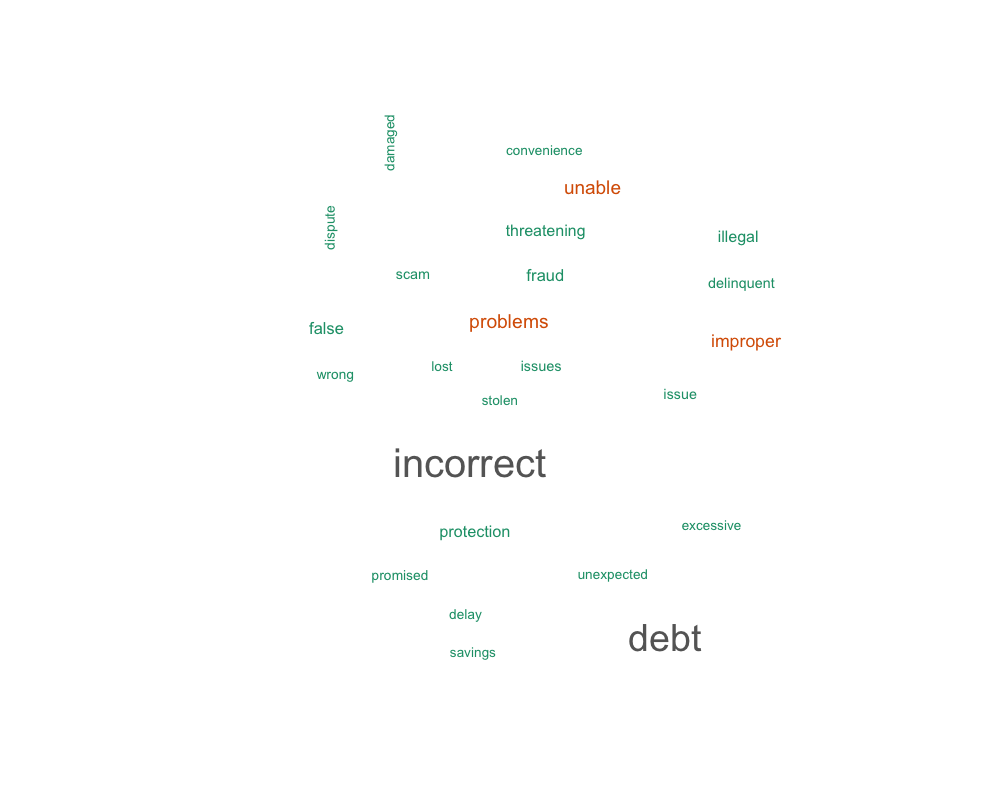 damaged
convenience
unable
dispute
threatening
illegal
scam
fraud
delinquent
problems
false
improper
lost
issues
wrong
issue
stolen
incorrect
excessive
protection
promised
unexpected
delay
debt
savings